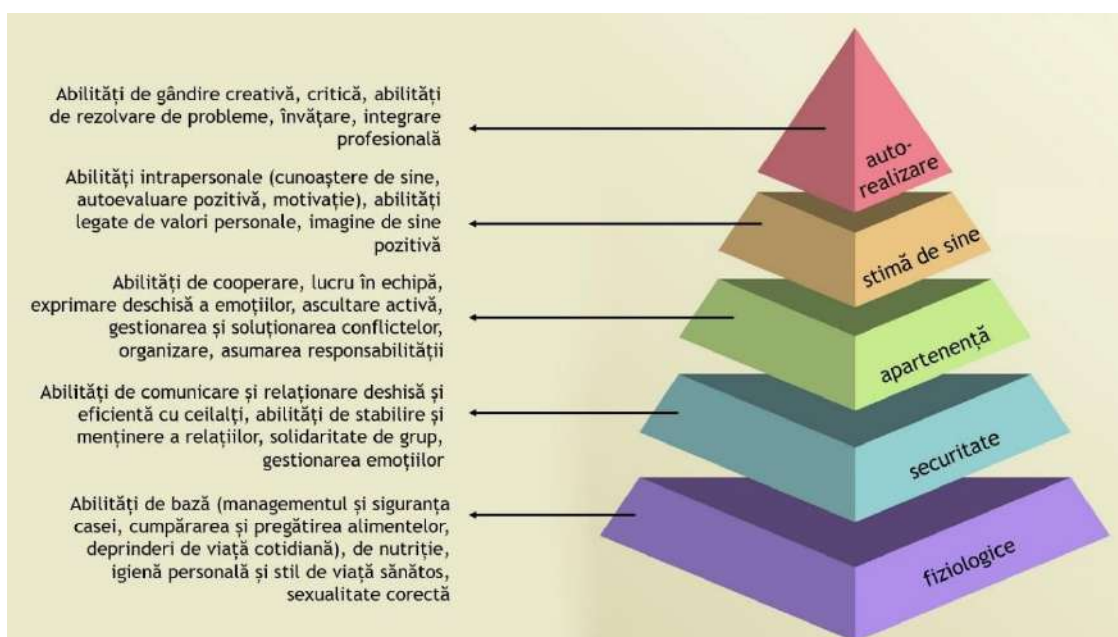 Abilități de gândire creativă, critică, abilități
de rezolvare de probleme, învățare, integrare
profesională
auto-
realizare
Abilități intrapersonale (cunoaștere de sine,
autoevaluare pozitivă, motivație), abilități
legate de valori personale, imagine de sine
pozitivă
stimă de sine
Abilități de cooperare, lucru în echipă,
exprimare deschisă a emoțiilor, ascultare activă,
gestionarea și soluționarea conflictelor,
organizare, asumarea responsabilității
apartenență
Abilități de comunicare și relaționare deshisă și
eficientă cu ceilalți, abilități de stabilire și
menținere a relațiilor, solidaritate de grup,
gestionarea emoțiilor
securitate
Abilități de bază (managementul și siguranța
casei, cumpărarea și pregătirea alimentelor,
deprinderi de viață cotidiană), de nutriție,
igienă personală și stil de viață sănătos,
sexualitate corectă
fiziologice